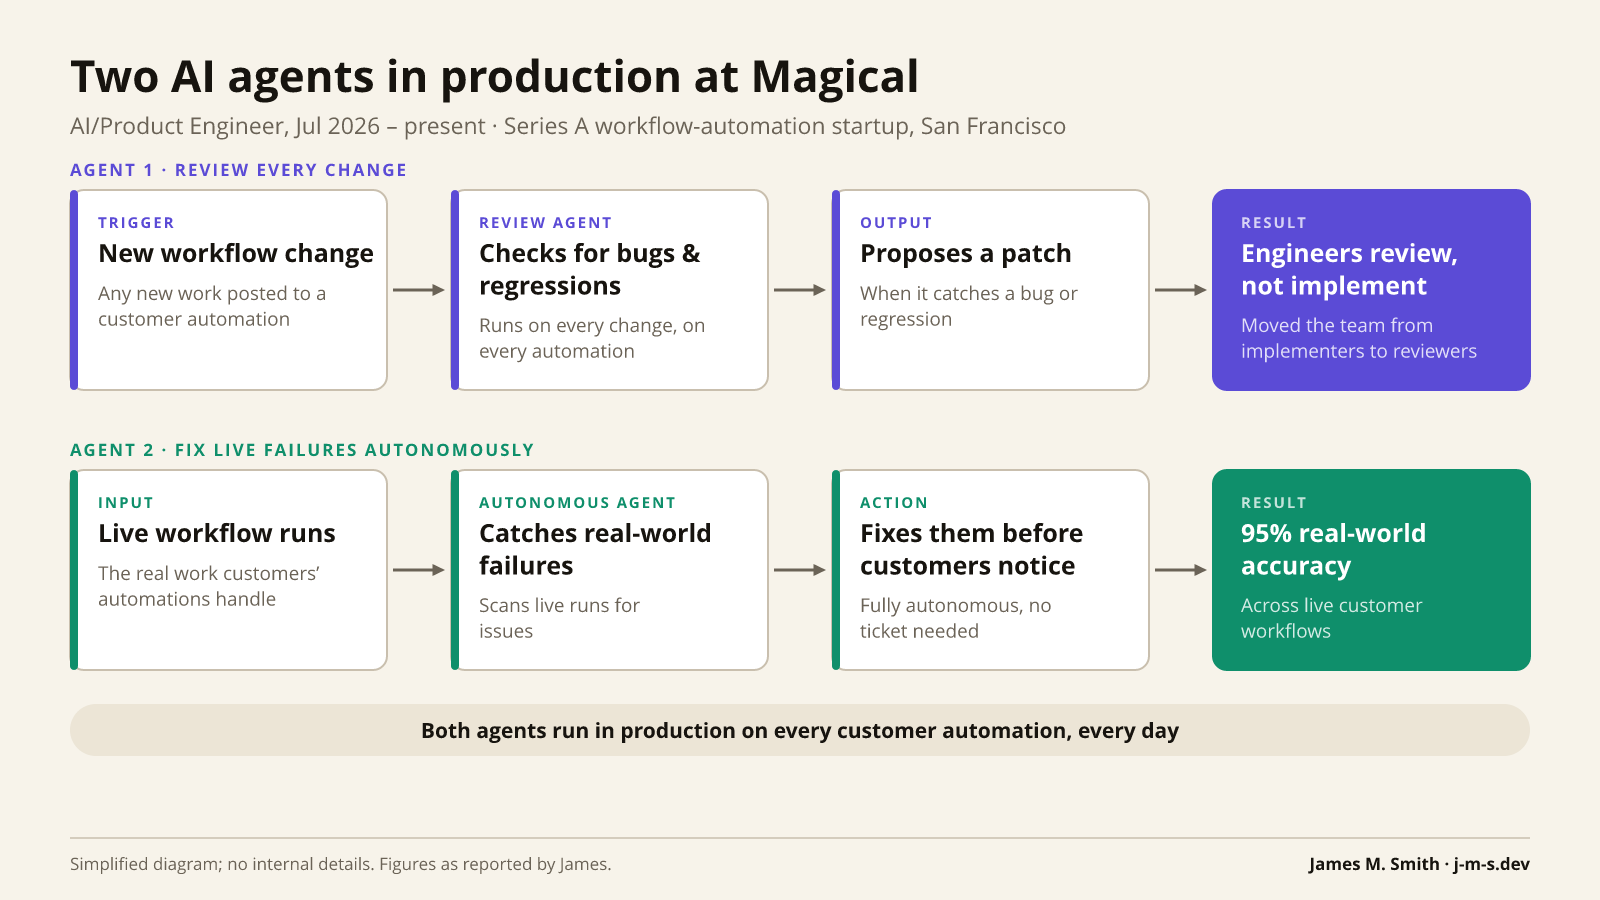 Two AI agents in production at Magical
AI/Product Engineer, Jul 2026 – present · Series A workflow-automation startup, San Francisco
AGENT 1 · REVIEW EVERY CHANGE
TRIGGER
New workflow change
Any new work posted to a
customer automation
REVIEW AGENT
Checks for bugs &
regressions
Runs on every change, on
every automation
OUTPUT
Proposes a patch
When it catches a bug or
regression
RESULT
Engineers review,
not implement
Moved the team from
implementers to reviewers
AGENT 2 · FIX LIVE FAILURES AUTONOMOUSLY
INPUT
Live workflow runs
The real work customers’
automations handle
AUTONOMOUS AGENT
Catches real-world
failures
Scans live runs for
issues
ACTION
Fixes them before
customers notice
Fully autonomous, no
ticket needed
RESULT
95% real-world
accuracy
Across live customer
workflows
Both agents run in production on every customer automation, every day
Simplified diagram; no internal details. Figures as reported by James.
James M. Smith · j-m-s.dev